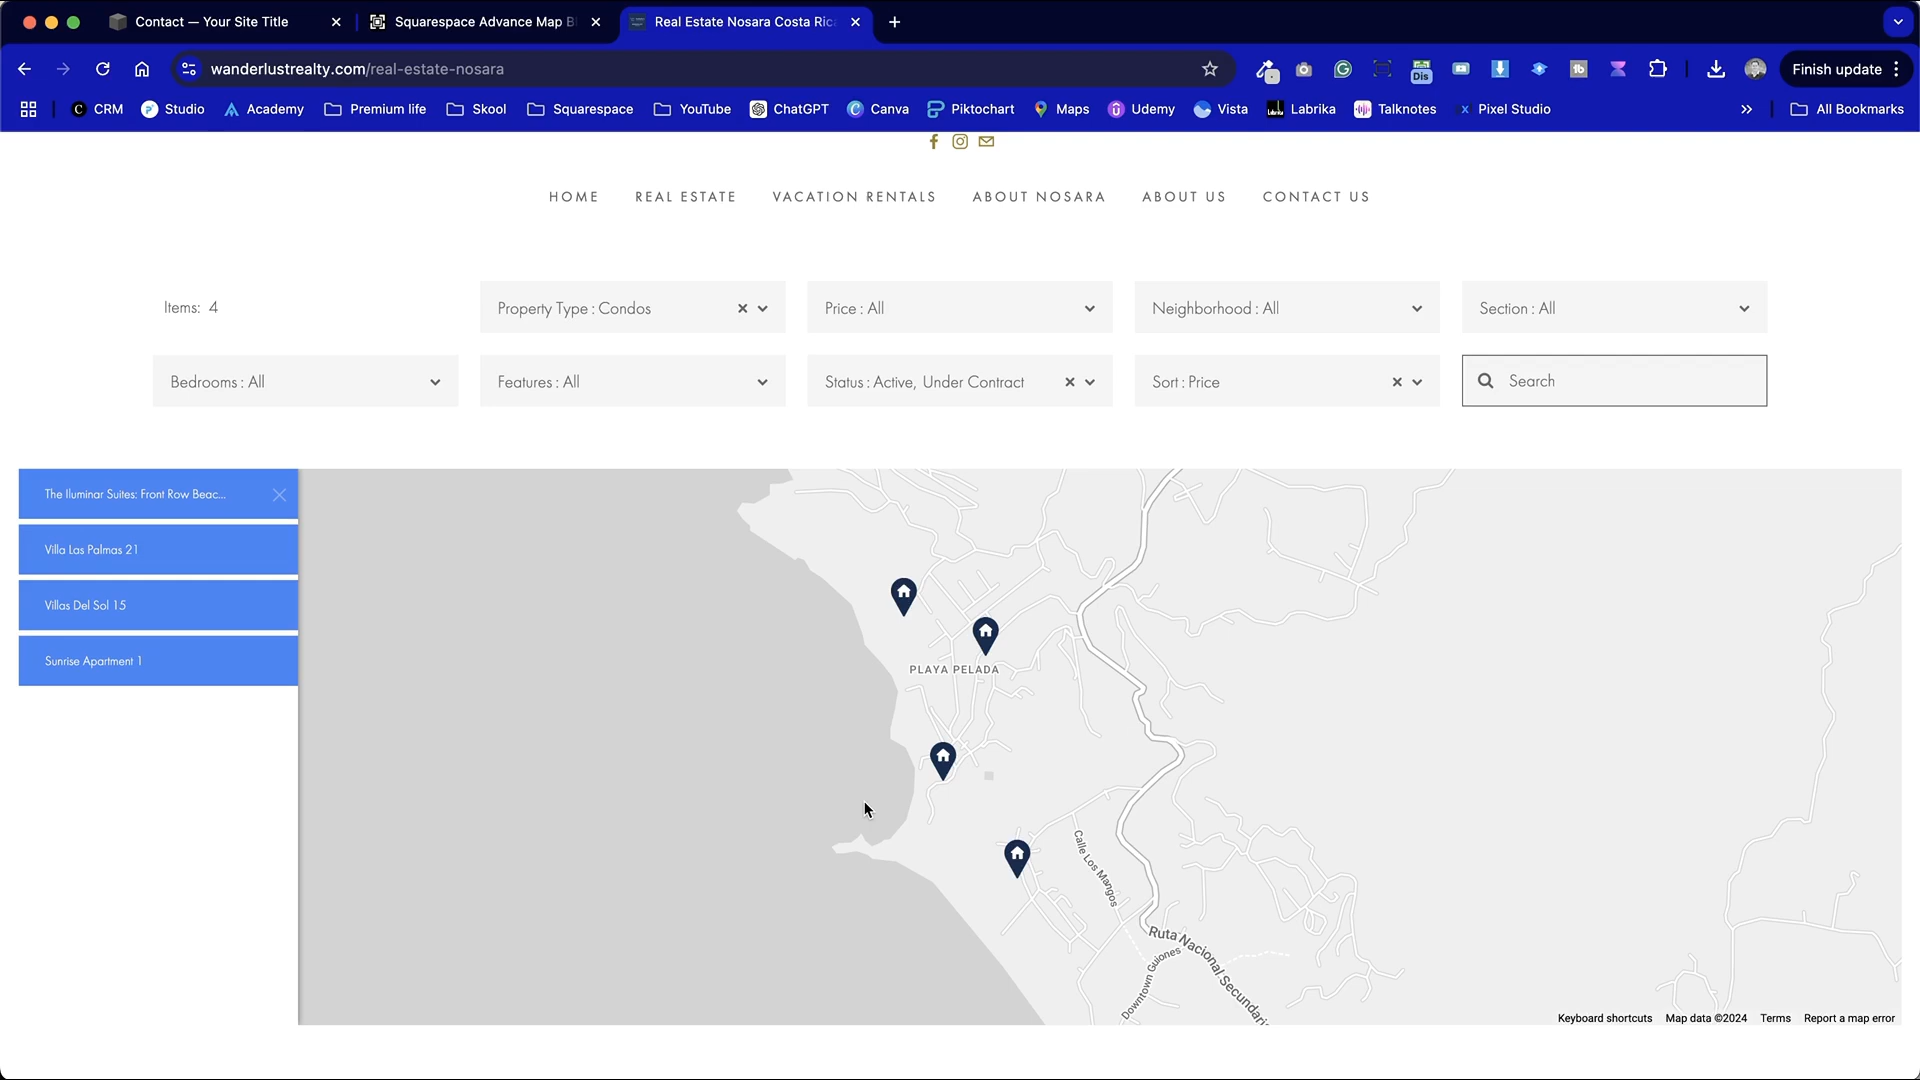 Contact — Your Site Title
Squarespace Advance Map B
Real Estate Nosara Costa Rica
wanderlustrealty.com/real-estate-nosara
Dis
Finish update
CRM
Studio
Academy
Premium life
Skool
Squarespace
YouTube
ChatGPT
Canva
Piktochart
Maps
Udemy
Vista
Labrika
Talknotes
Pixel Studio
All Bookmarks
HOME
REAL ESTATE
VACATION RENTALS
ABOUT NOSARA
ABOUT US
CONTACT US
Items: 4
Property Type : Condos
Price : All
Neighborhood : All
Section : All
Bedrooms : All
Features : All
Status : Active, Under Contract
Sort : Price
Search
The Iluminar Suites: Front Row Beac...
Villa Las Palmas 21
Villas Del Sol 15
Sunrise Apartment 1
PLAYA PELADA
Calle Los Mangos
Ruta Nacional Secundari
Downtown Guiones
Keyboard shortcuts
Map data ©2024
Terms
Report a map error